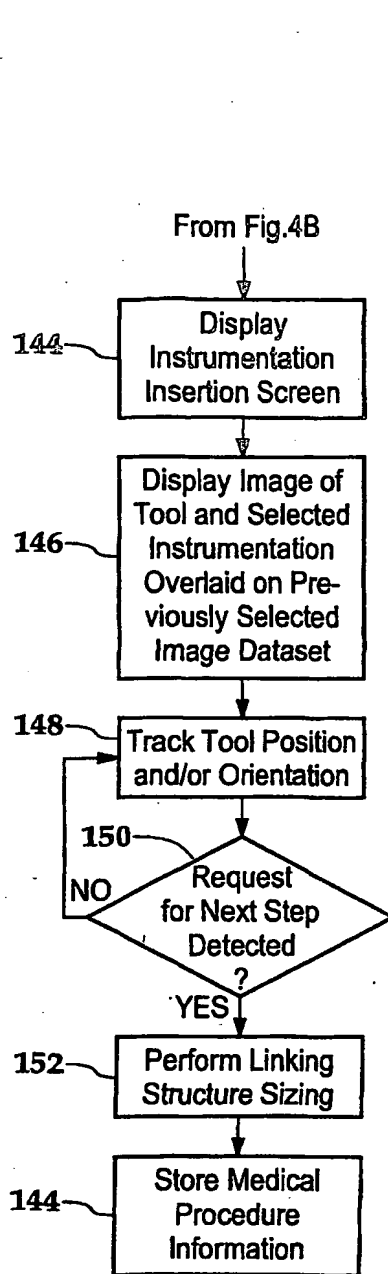 From Fig.4B
144
Display
Instrumentation
Insertion Screen
146
Display Image of
Tool and Selected
Instrumentation
Overlaid on Pre-
viously Selected
Image Dataset
148
Track Tool Position
and/or Orientation
150
Request
for Next Step
Detected
?
NO
YES
152
Perform Linking
Structure Sizing
144
Store Medical
Procedure
Information